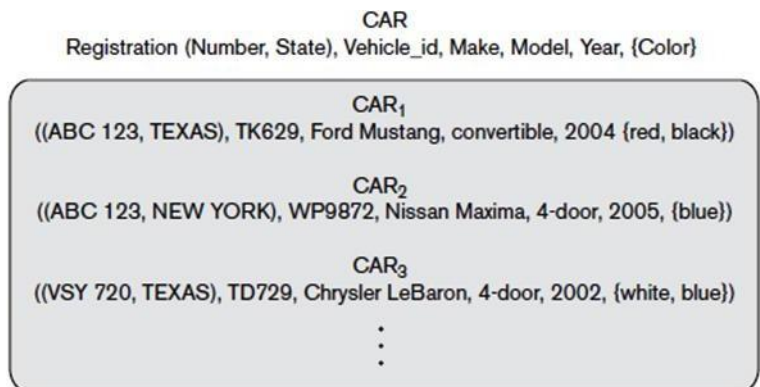 CAR
Registration (Number, State), Vehicle_id, Make, Model, Year, {Color}
CAR₁
((ABC 123, TEXAS), TK629, Ford Mustang, convertible, 2004 {red, black})
CAR₂
((ABC 123, NEW YORK), WP9872, Nissan Maxima, 4-door, 2005, {blue})
CAR₃
((VSY 720, TEXAS), TD729, Chrysler LeBaron, 4-door, 2002, {white, blue})